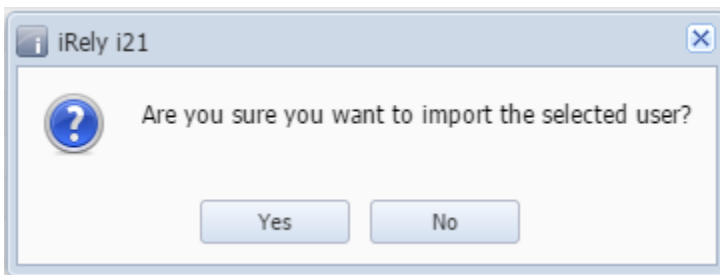 iRely i21
Are you sure you want to import the selected user?
Yes No